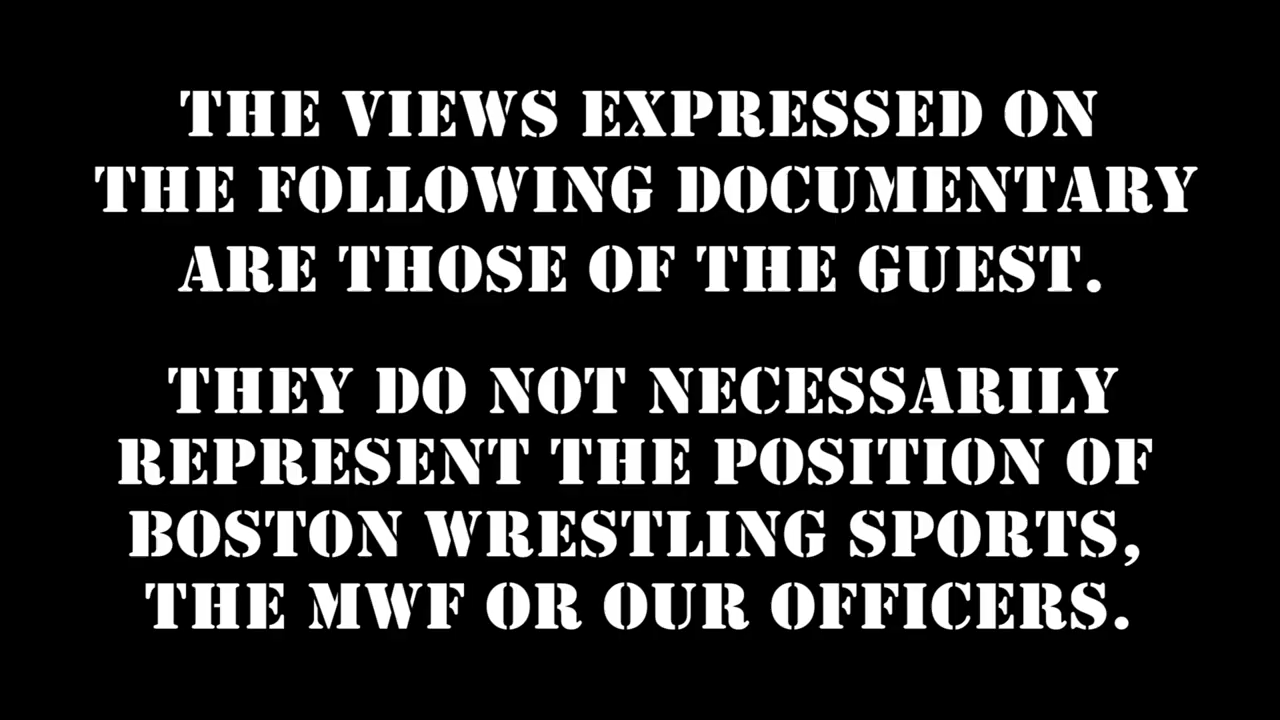 THE VIEWS EXPRESSED ON
THE FOLLOWING DOCUMENTARY
ARE THOSE OF THE GUEST.
THEY DO NOT NECESSARILY
REPRESENT THE POSITION OF
BOSTON WRESTLING SPORTS,
THE MWF OR OUR OFFICERS.